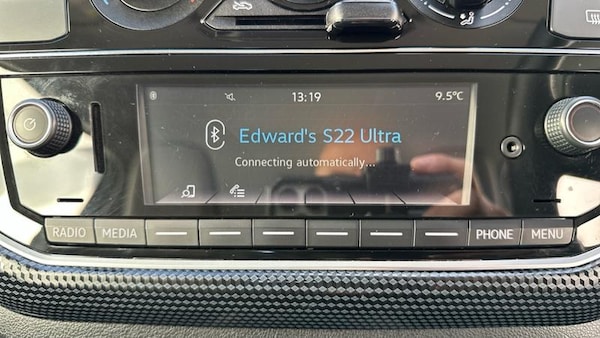 13:19
9.5°C
Edward's S22 Ultra
Connecting automatically...
RADIO
MEDIA
PHONE
MENU